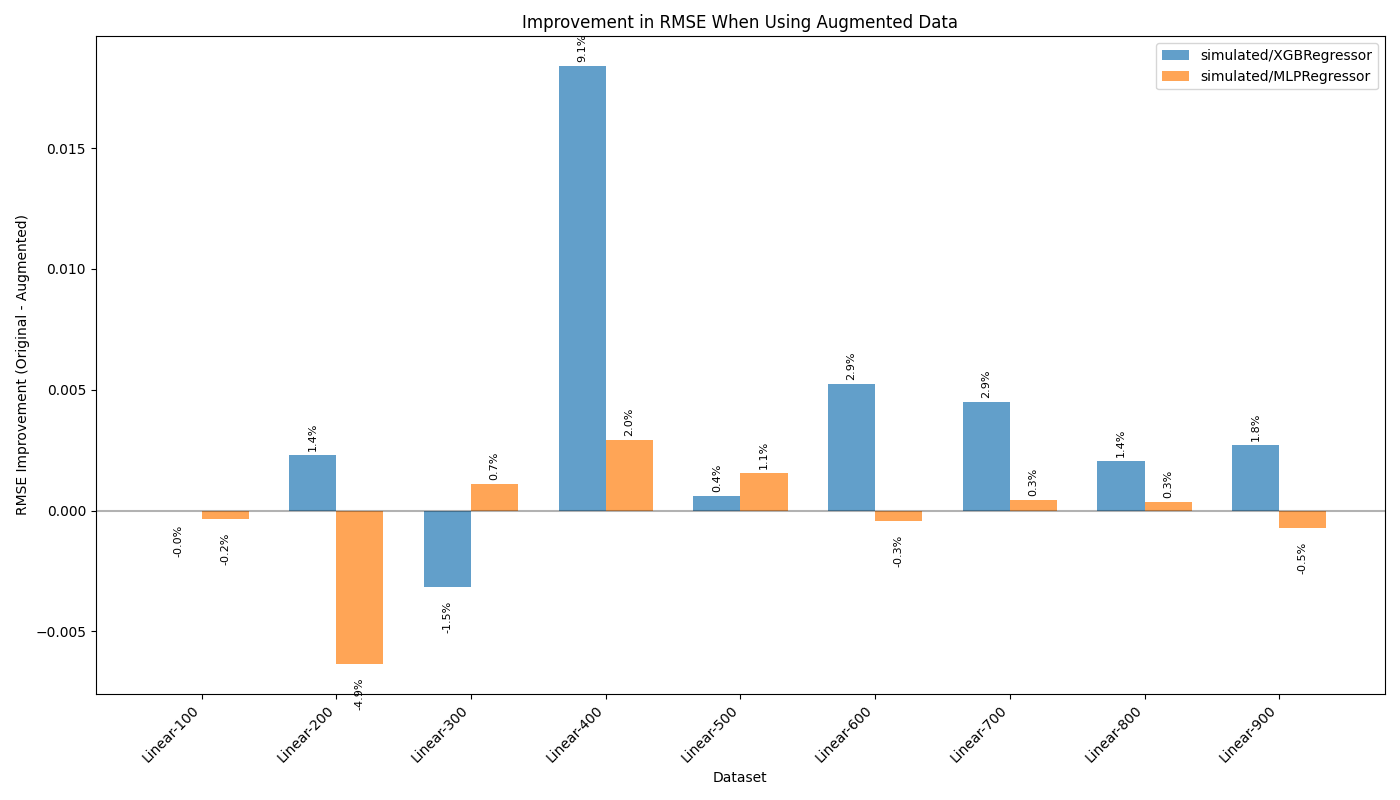 Improvement in RMSE When Using Augmented Data
simulated/XGBRegressor
simulated/MLPRegressor
RMSE Improvement (Original - Augmented)
0.015
0.010
0.005
0.000
−0.005
-0.0%
-0.2%
1.4%
-4.9%
-1.5%
0.7%
9.1%
2.0%
0.4%
1.1%
2.9%
-0.3%
2.9%
0.3%
1.4%
0.3%
1.8%
-0.5%
Linear-100
Linear-200
Linear-300
Linear-400
Linear-500
Linear-600
Linear-700
Linear-800
Linear-900
Dataset